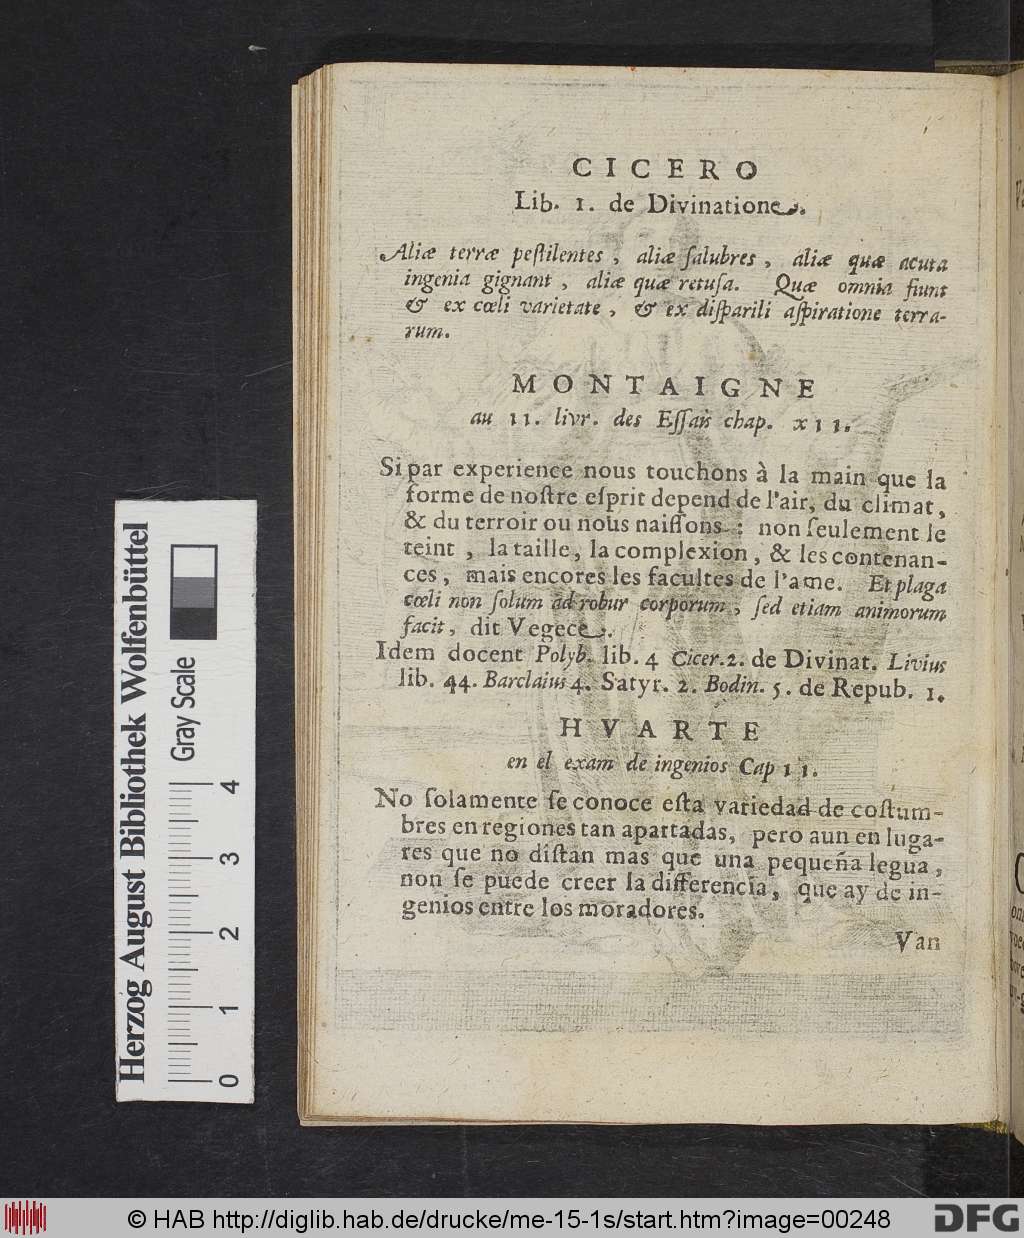 CICERO
Lib. 1. de Divinatione.
Aliæ terræ peſtilentes, aliæ ſalubres, aliæ quæ acuta
ingenia gignant, aliæ quæ retuſa. Quæ omnia fiunt
& ex cœli varietate, & ex diſparili aſpiratione terra-
rum.
MONTAIGNE
au 11. livr. des Eſſais chap. x11.
Si par experience nous touchons à la main que la
forme de noſtre eſprit depend de l'air, du climat,
& du terroir ou nous naiſſons: non ſeulement le
teint, la taille, la complexion, & les contenan-
ces, mais encores les facultes de l'ame. Et plaga
cœli non ſolum ad robur corporum, ſed etiam animorum
facit, dit Vegece.
Idem docent Polyb. lib. 4 Cicer. 2. de Divinat. Livius
lib. 44. Barclaius 4. Satyr. 2. Bodin. 5. de Repub. 1.
HVARTE
en el exam de ingenios Cap 11.
No ſolamente ſe conoce eſta variedad de coſtum-
bres en regiones tan apartadas, pero aun en luga-
res que no diſtan mas que una pequeña legua,
non ſe puede creer la differencia, que ay de in-
genios entre los moradores.
Van
Herzog August Bibliothek Wolfenbüttel
Gray Scale
0 1 2 3 4
© HAB http://diglib.hab.de/drucke/me-15-1s/start.htm?image=00248
DFG